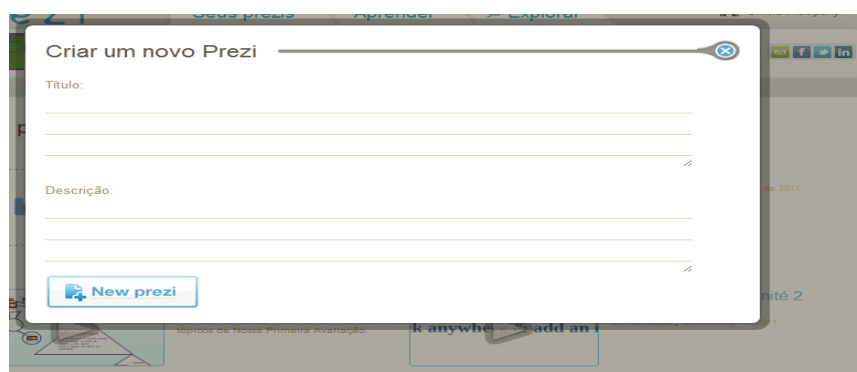 Seus prezis Aprender Explorar
Criar um novo Prezi
Título:
de 2011
Descrição:
New prezi
nité 2
tópicos de Nossa Primeira Avaliação.
k anywhe add an i